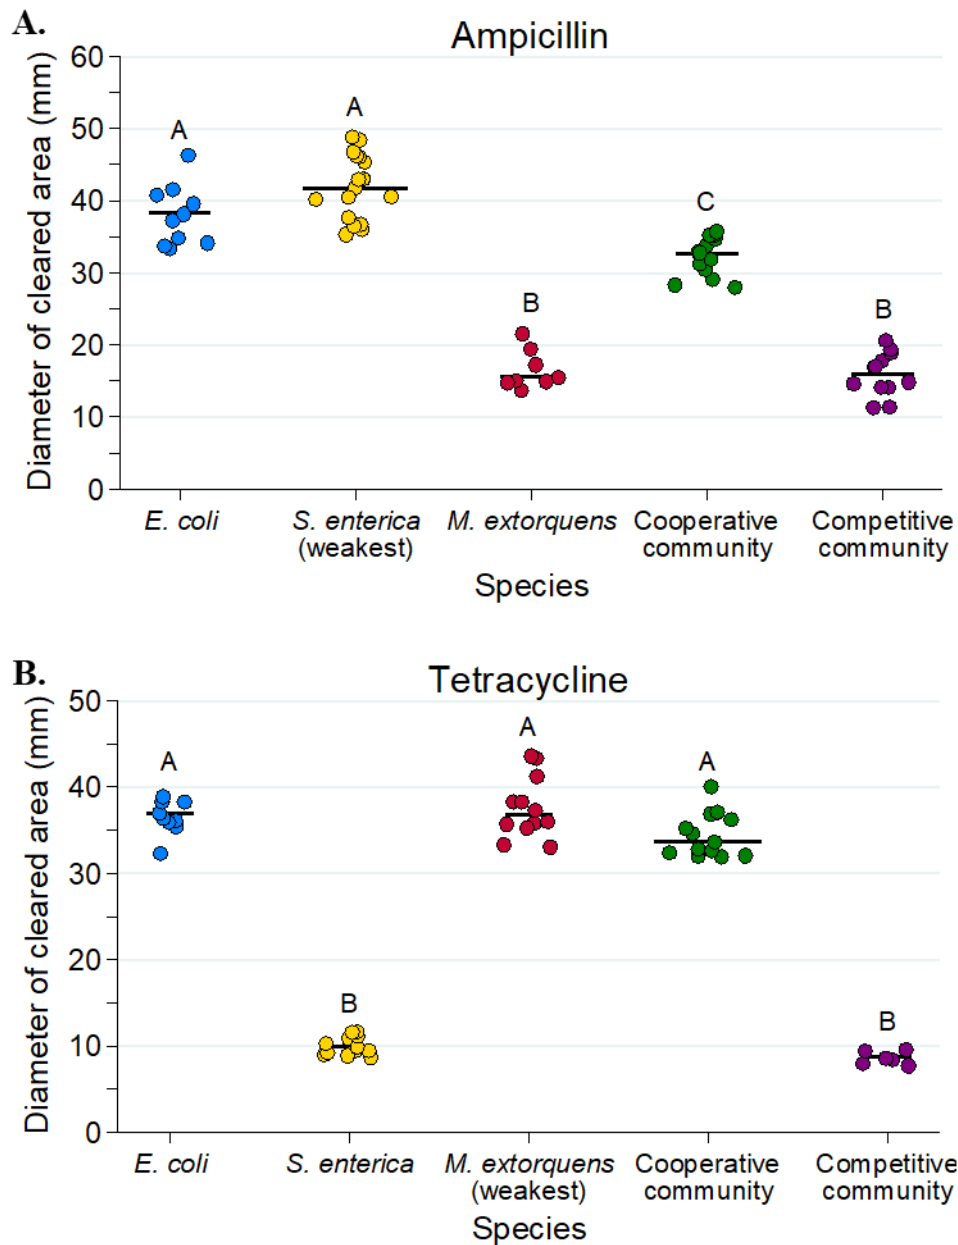 A.
Ampicillin
Diameter of cleared area (mm)
60
50
40
30
20
10
0
A
A
B
C
B
E. coli
S. enterica
(weakest)
M. extorquens
Cooperative
community
Competitive
community
Species
B.
Tetracycline
Diameter of cleared area (mm)
50
40
30
20
10
0
A
B
A
A
B
E. coli
S. enterica
M. extorquens
(weakest)
Cooperative
community
Competitive
community
Species